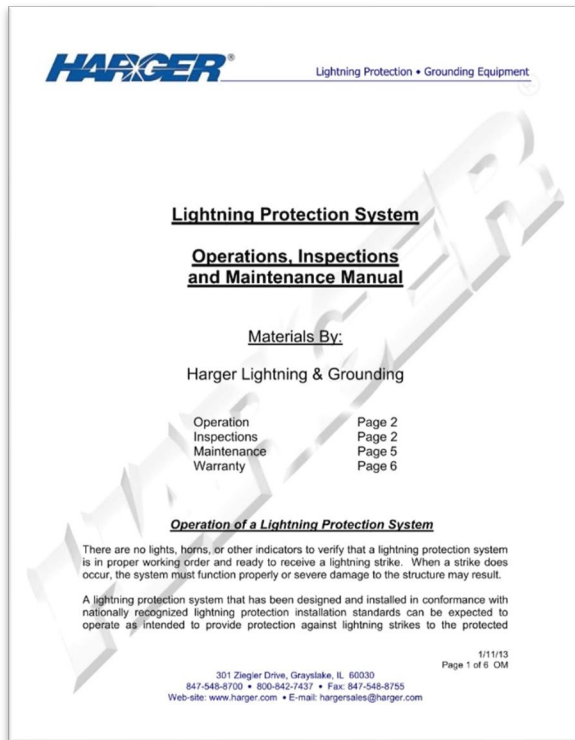 HARGER®
Lightning Protection • Grounding Equipment
HARGER
Lightning Protection System
Operations, Inspections
and Maintenance Manual
Materials By:
Harger Lightning & Grounding
Operation Page 2
Inspections Page 2
Maintenance Page 5
Warranty Page 6
Operation of a Lightning Protection System
There are no lights, horns, or other indicators to verify that a lightning protection system
is in proper working order and ready to receive a lightning strike. When a strike does
occur, the system must function properly or severe damage to the structure may result.
A lightning protection system that has been designed and installed in conformance with
nationally recognized lightning protection installation standards can be expected to
operate as intended to provide protection against lightning strikes to the protected
1/11/13
Page 1 of 6 OM
301 Ziegler Drive, Grayslake, IL 60030
847-548-8700 • 800-842-7437 • Fax: 847-548-8755
Web-site: www.harger.com • E-mail: hargersales@harger.com